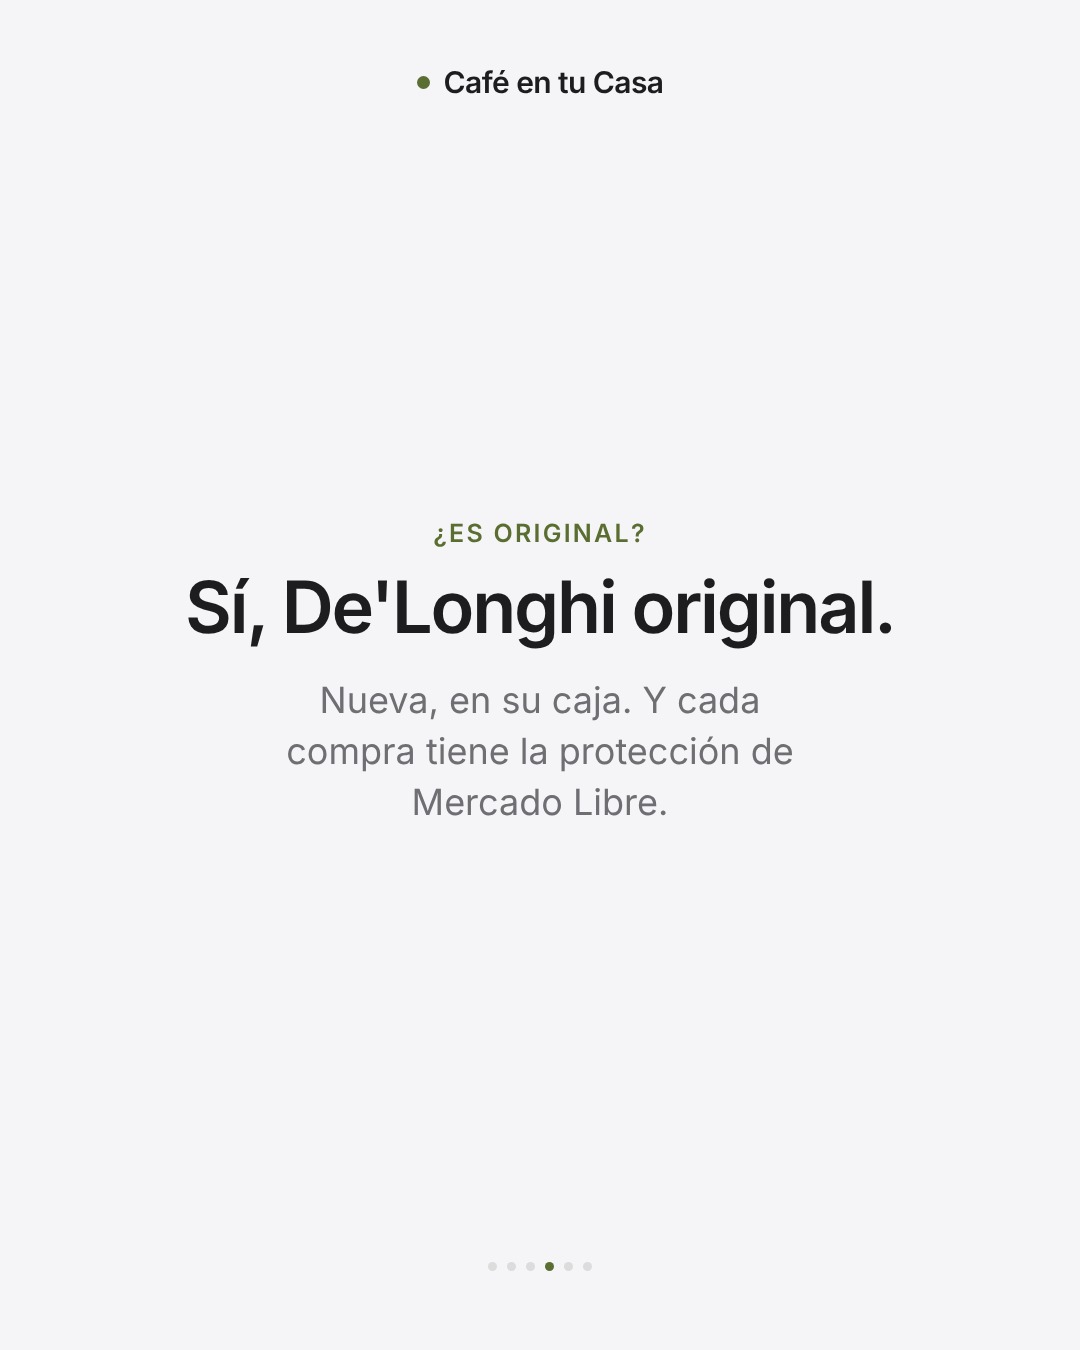 Café en tu Casa
¿ES ORIGINAL?
Sí, De'Longhi original.
Nueva, en su caja. Y cada
compra tiene la protección de
Mercado Libre.